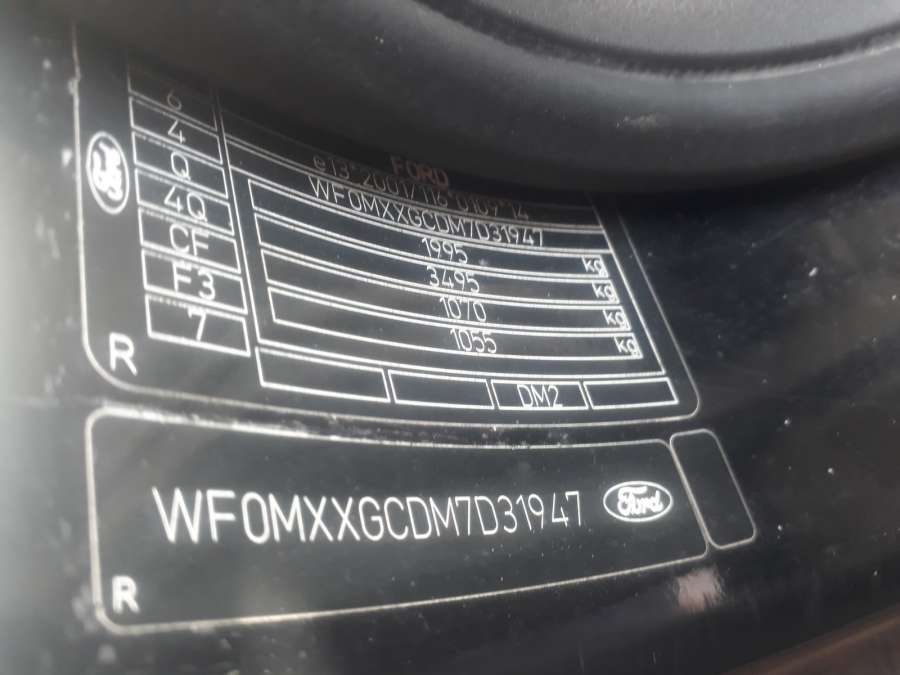 6
4
Q
4Q
CF
F3
7
R
FORD
e13*2001/116*0109*14
WF0MXXGCDM7D31947
1995 kg
3495 kg
1070 kg
1055 kg
DM2
WF0MXXGCDM7D31947
Ford
R